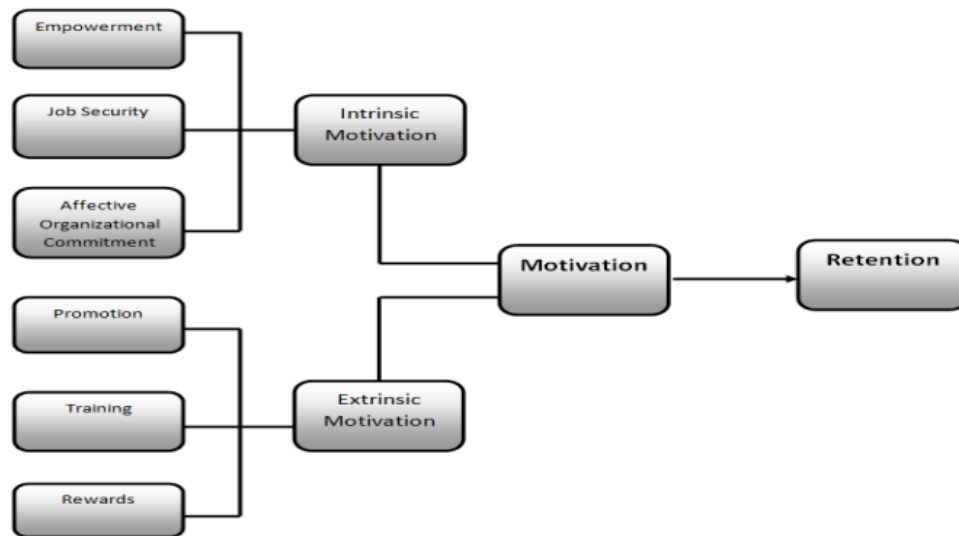 Empowerment
Job Security
Affective
Organizational
Commitment
Promotion
Training
Rewards
Intrinsic
Motivation
Extrinsic
Motivation
Motivation
Retention